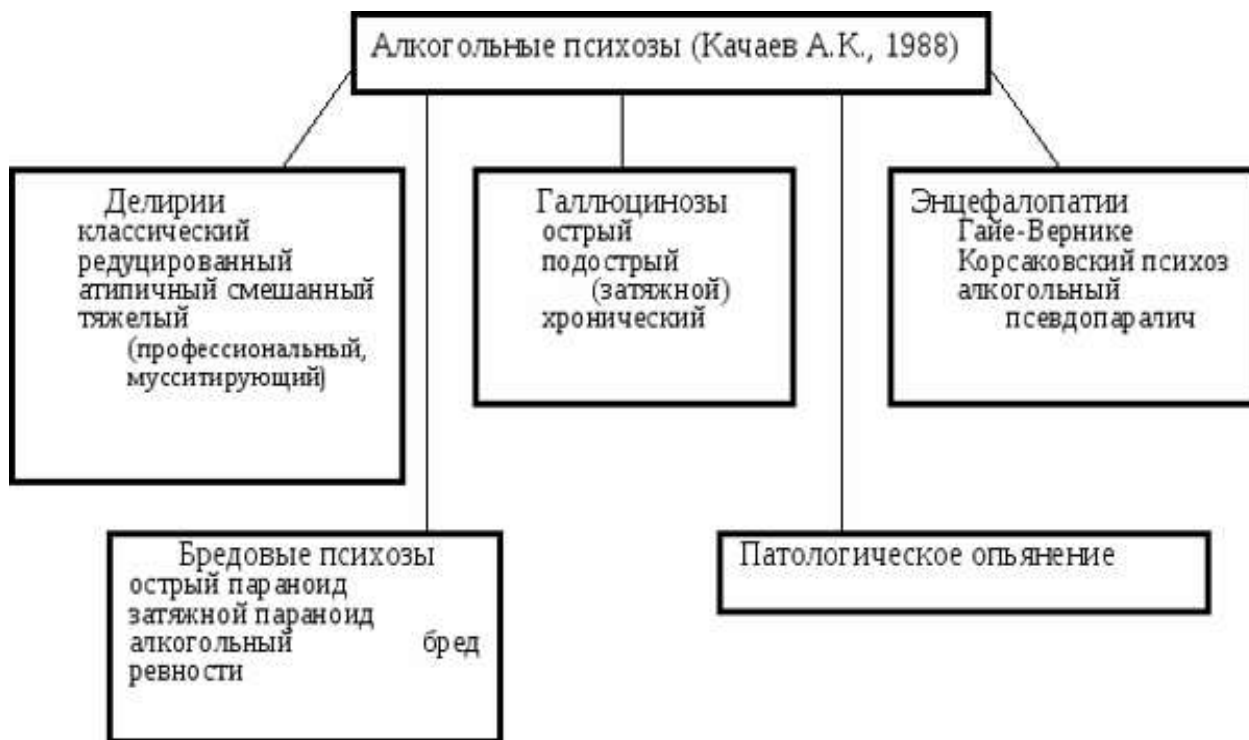 Алкогольные психозы (Качаев А.К., 1988)
Делирии
классический
редуцированный
атипичный смешанный
тяжелый
(профессиональный,
мусситирующий)
Галлюцинозы
острый
подострый
(затяжной)
хронический
Энцефалопатии
Гайе-Вернике
Корсаковский психоз
алкогольный
псевдопаралич
Бредовые психозы
острый параноид
затяжной параноид
алкогольный бред
ревности
Патологическое опьянение